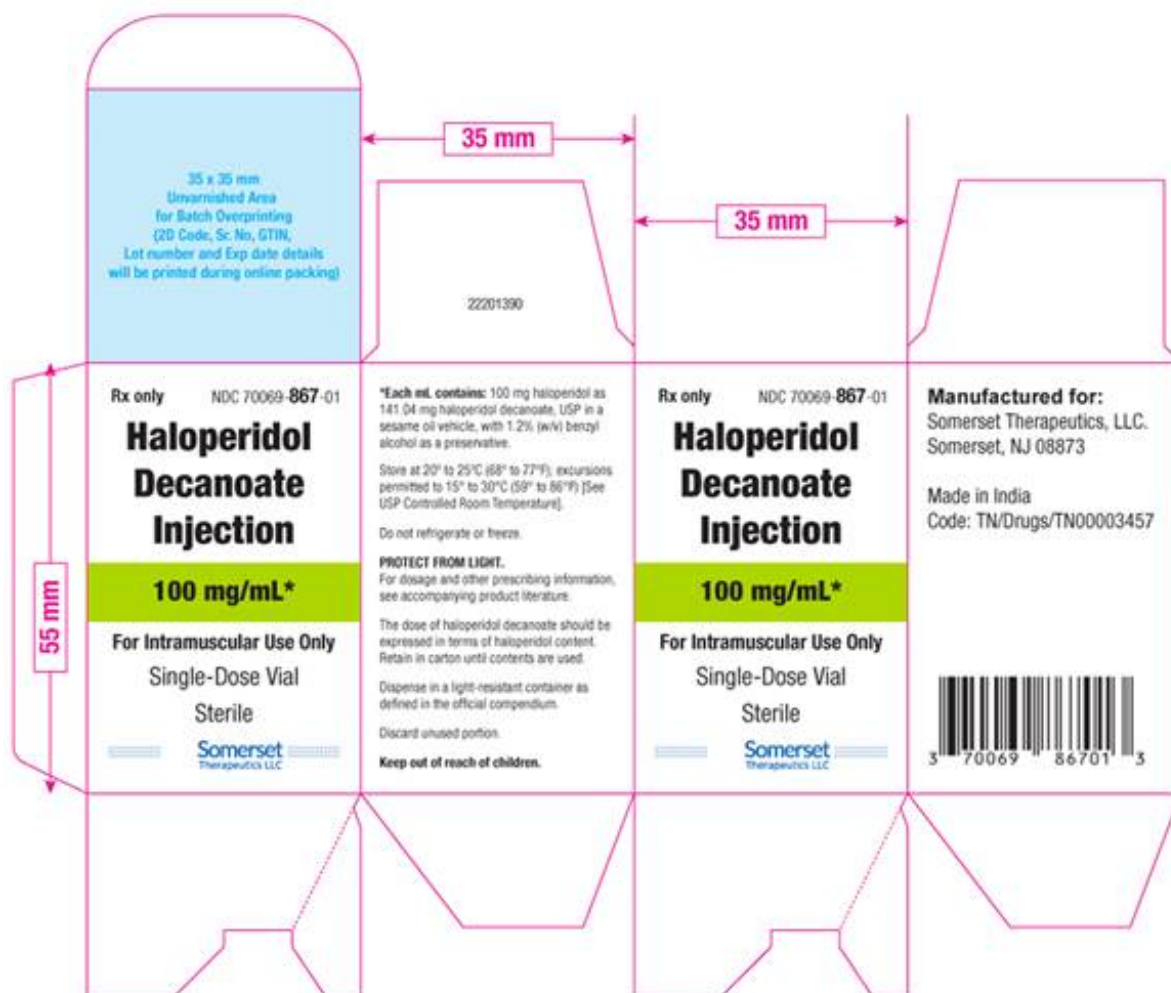 35 mm
35 x 35 mm
Unvarnished Area
for Batch Overprinting
(2D Code, Sr. No, GTIN,
Lot number and Exp date details
will be printed during online packing)
35 mm
22201390
55 mm
Rx only NDC 70069-867-01
Haloperidol
Decanoate
Injection
100 mg/mL*
For Intramuscular Use Only
Single-Dose Vial
Sterile
Somerset
Therapeutics LLC
*Each mL contains: 100 mg haloperidol as
141.04 mg haloperidol decanoate, USP in a
sesame oil vehicle, with 1.2% (w/v) benzyl
alcohol as a preservative.
Store at 20° to 25°C (68° to 77°F); excursions
permitted to 15° to 30°C (59° to 86°F) [See
USP Controlled Room Temperature].
Do not refrigerate or freeze.
PROTECT FROM LIGHT.
For dosage and other prescribing information,
see accompanying product literature.
The dose of haloperidol decanoate should be
expressed in terms of haloperidol content.
Retain in carton until contents are used.
Dispense in a light-resistant container as
defined in the official compendium.
Discard unused portion.
Keep out of reach of children.
Rx only NDC 70069-867-01
Haloperidol
Decanoate
Injection
100 mg/mL*
For Intramuscular Use Only
Single-Dose Vial
Sterile
Somerset
Therapeutics LLC
Manufactured for:
Somerset Therapeutics, LLC.
Somerset, NJ 08873
Made in India
Code: TN/Drugs/TN00003457
3 70069 86701 3